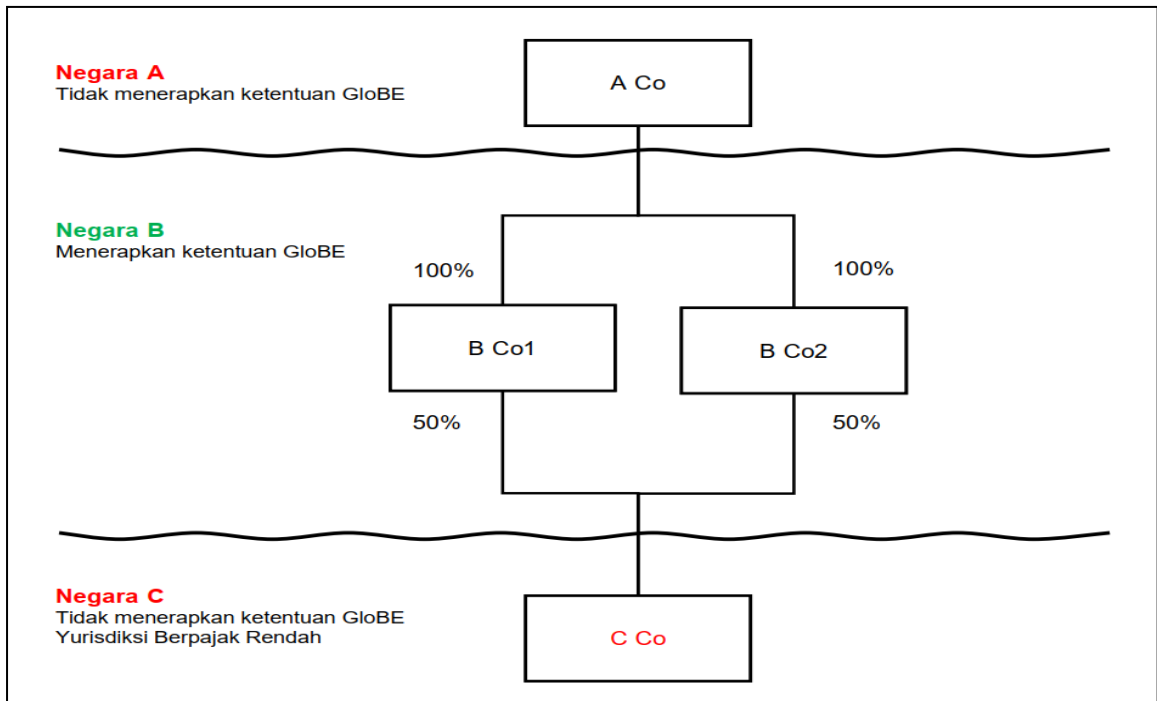 Negara A
Tidak menerapkan ketentuan GloBE
A Co
Negara B
Menerapkan ketentuan GloBE
100%
100%
B Co1
B Co2
50%
50%
Negara C
Tidak menerapkan ketentuan GloBE
Yurisdiksi Berpajak Rendah
C Co